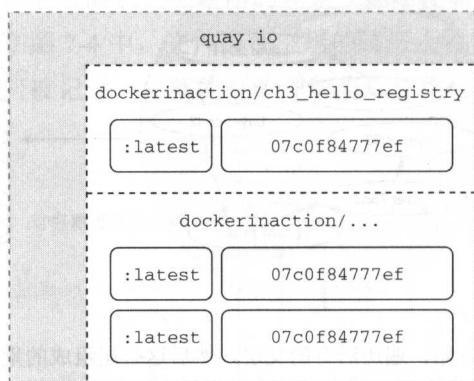 quay.io
dockerinaction/ch3_hello_registry
:latest 07c0f84777ef
dockerinaction/...
:latest 07c0f84777ef
:latest 07c0f84777ef